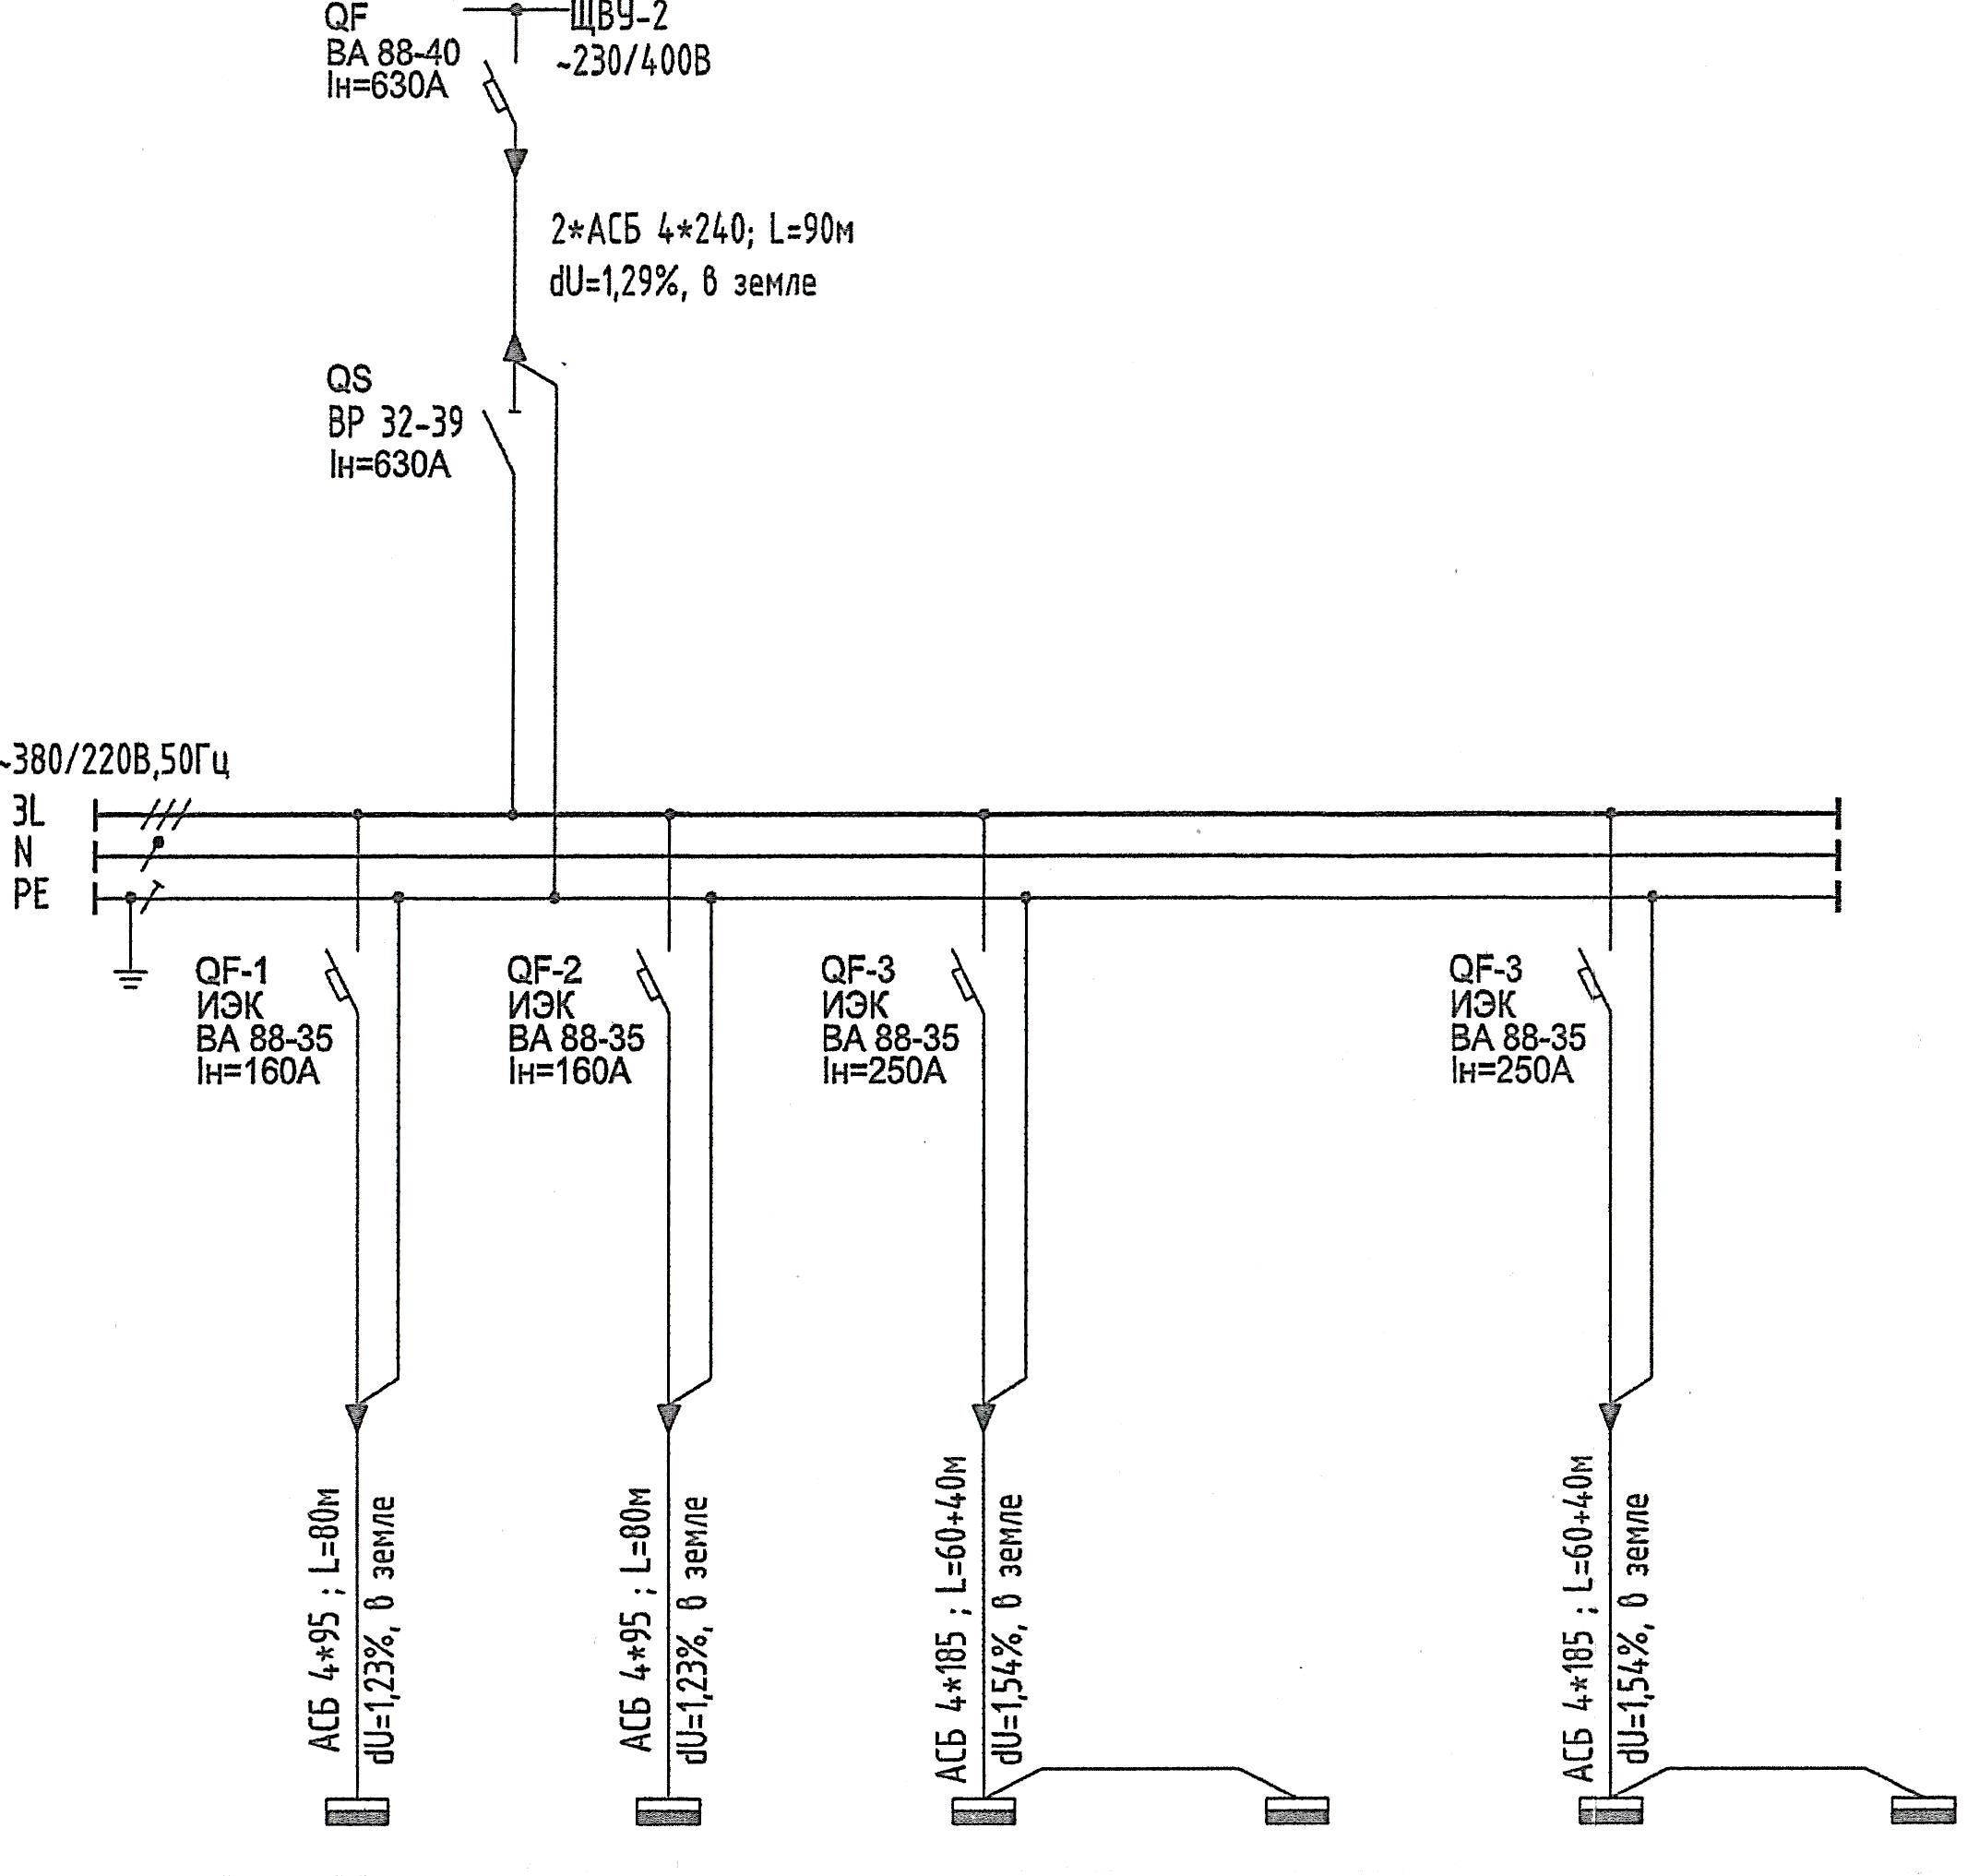 QF
ВА 88-40
Iн=630А
ЩВУ-2
~230/400В
2*АСБ 4*240; L=90м
dU=1,29%, в земле
QS
ВР 32-39
Iн=630А
~380/220В,50Гц
3L
N
PE
QF-1
ИЭК
ВА 88-35
Iн=160А
QF-2
ИЭК
ВА 88-35
Iн=160А
QF-3
ИЭК
ВА 88-35
Iн=250А
QF-3
ИЭК
ВА 88-35
Iн=250А
АСБ 4*95 ; L=80м
dU=1,23%, в земле
АСБ 4*95 ; L=80м
dU=1,23%, в земле
АСБ 4*185 ; L=60+40м
dU=1,54%, в земле
АСБ 4*185 ; L=60+40м
dU=1,54%, в земле